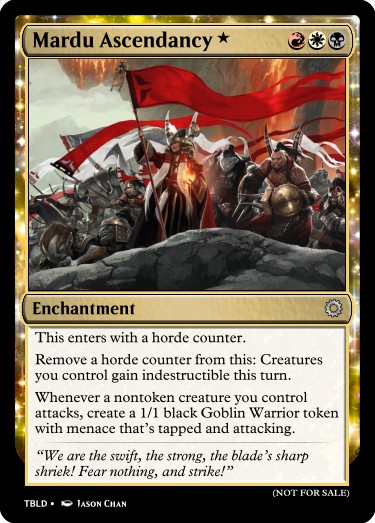 Mardu Ascendancy ★
Enchantment
This enters with a horde counter.
Remove a horde counter from this: Creatures
you control gain indestructible this turn.
Whenever a nontoken creature you control
attacks, create a 1/1 black Goblin Warrior token
with menace that's tapped and attacking.
“We are the swift, the strong, the blade's sharp
shriek! Fear nothing, and strike!”
(NOT FOR SALE)
TBLD • Jason Chan